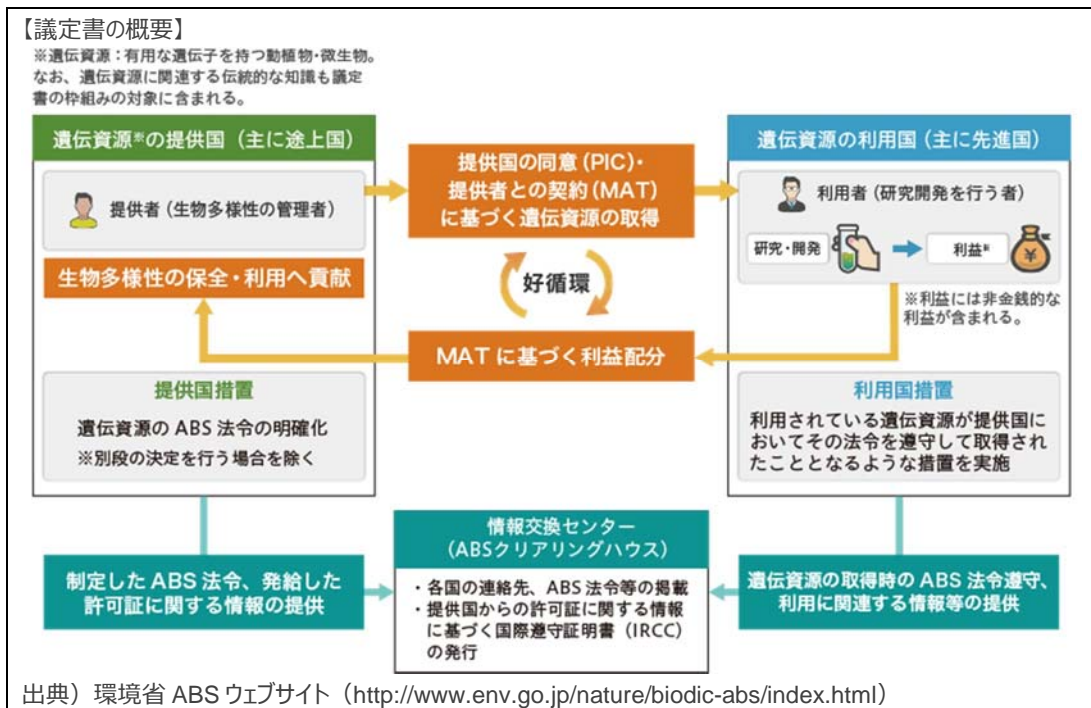 【議定書の概要】
※遺伝資源：有用な遺伝子を持つ動植物・微生物。
なお、遺伝資源に関連する伝統的な知識も議定
書の枠組みの対象に含まれる。
遺伝資源※の提供国（主に途上国）
提供者（生物多様性の管理者）
生物多様性の保全・利用へ貢献
提供国措置
遺伝資源の ABS 法令の明確化
※別段の決定を行う場合を除く
提供国の同意（PIC）・
提供者との契約（MAT）
に基づく遺伝資源の取得
好循環
MAT に基づく利益配分
遺伝資源の利用国（主に先進国）
利用者（研究開発を行う者）
研究・開発
利益※
¥
※利益には非金銭的な
利益が含まれる。
利用国措置
利用されている遺伝資源が提供国に
おいてその法令を遵守して取得され
たこととなるような措置を実施
制定した ABS 法令、発給した
許可証に関する情報の提供
情報交換センター
（ABSクリアリングハウス）
・各国の連絡先、ABS 法令等の掲載
・提供国からの許可証に関する情報
に基づく国際遵守証明書（IRCC）
の発行
遺伝資源の取得時の ABS 法令遵守、
利用に関連する情報等の提供
出典）環境省 ABS ウェブサイト（http://www.env.go.jp/nature/biodic-abs/index.html）